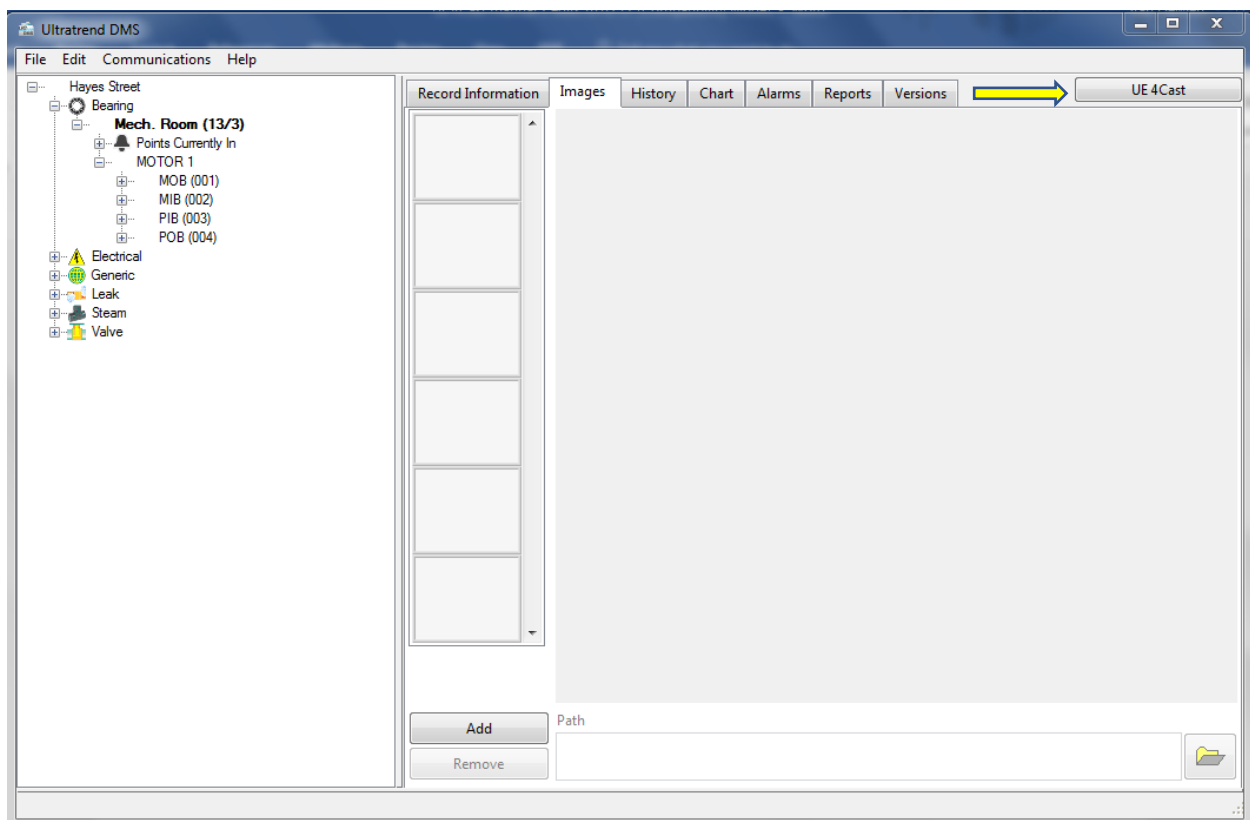 Ultratrend DMS
File Edit Communications Help
Hayes Street
Bearing
Mech. Room (13/3)
Points Currently In
MOTOR 1
MOB (001)
MIB (002)
PIB (003)
POB (004)
Electrical
Generic
Leak
Steam
Valve
Record Information Images History Chart Alarms Reports Versions UE 4Cast
Add
Remove
Path